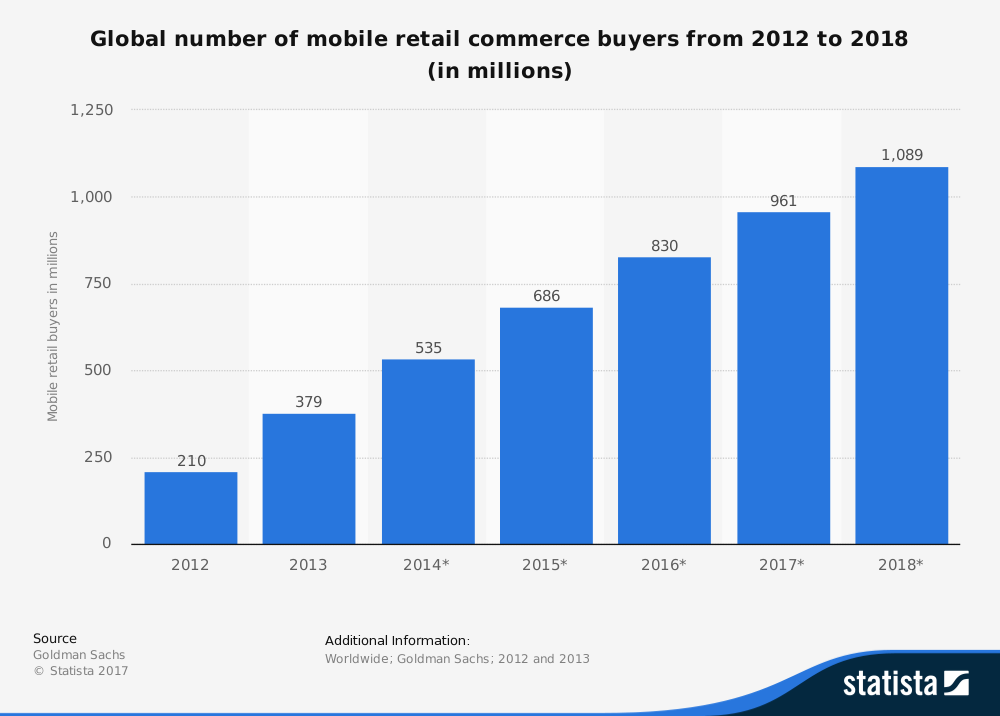 Global number of mobile retail commerce buyers from 2012 to 2018
(in millions)
Mobile retail buyers in millions
1,250
1,000
750
500
250
0
210
379
535
686
830
961
1,089
2012
2013
2014*
2015*
2016*
2017*
2018*
Source
Goldman Sachs
© Statista 2017
Additional Information:
Worldwide; Goldman Sachs; 2012 and 2013
statista